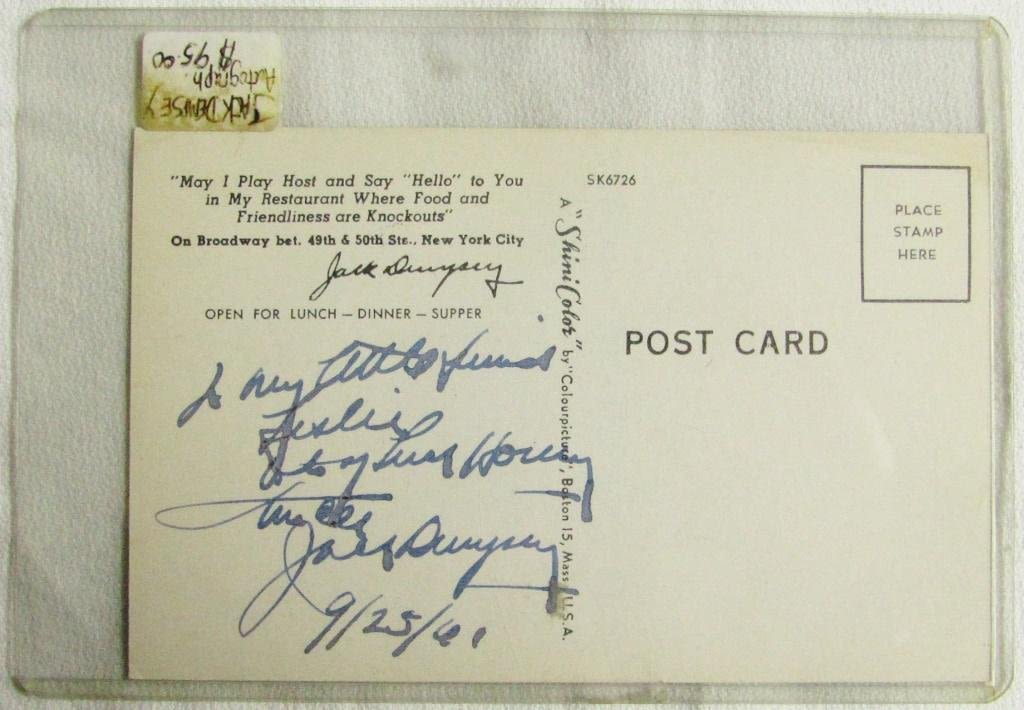 JACK DEMPSEY
Autograph
$95.00
"May I Play Host and Say "Hello" to You
in My Restaurant Where Food and
Friendliness are Knockouts"
On Broadway bet. 49th & 50th Sts., New York City
Jack Dempsey
OPEN FOR LUNCH — DINNER — SUPPER
To my little friend
Leslie
Jack Dempsey
9/25/61
SK6726
A "ShiniColor" by "Colourpicture", Boston 15, Mass., U.S.A.
POST CARD
PLACE
STAMP
HERE